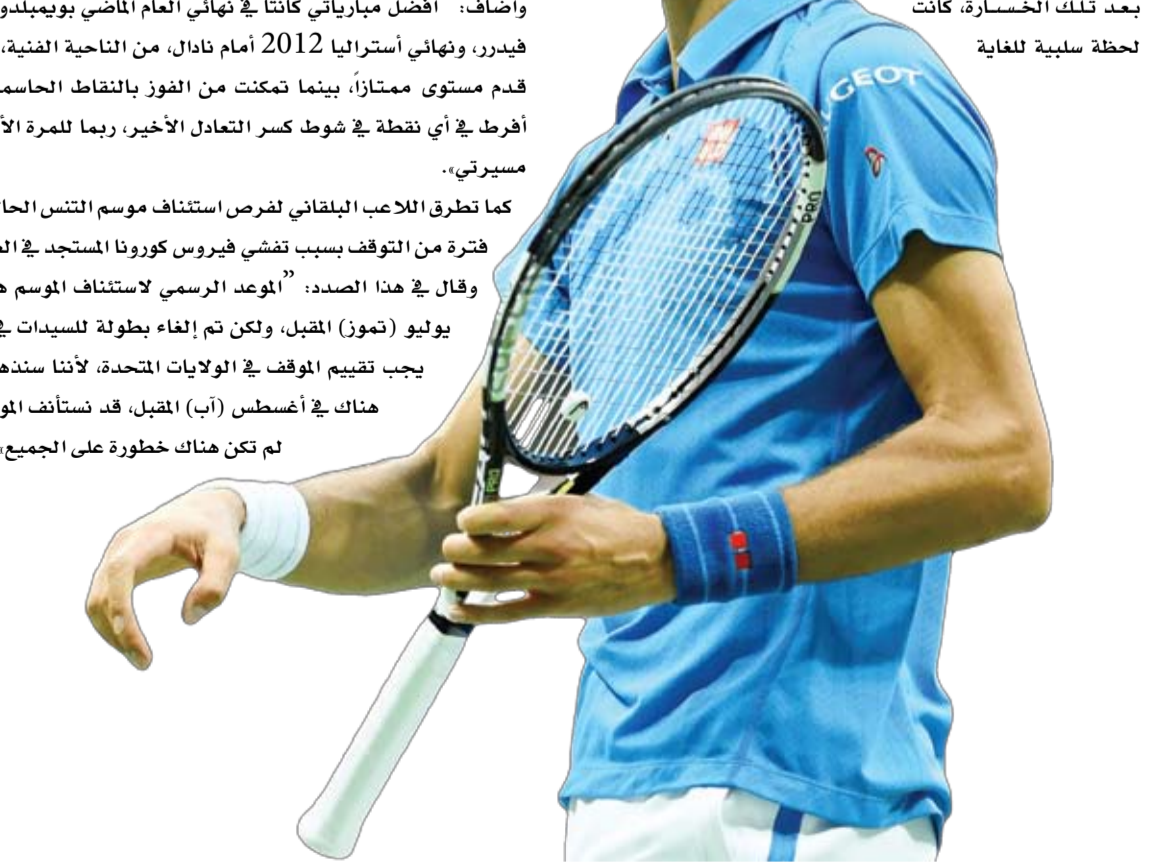 بعد تلك الخسارة، كانت
لحظة سلبية للغاية
وأضاف: "أفضل مبارياتي كانتا في نهائي العام الماضي بويمبلدو
فيدرر، ونهائي أستراليا 2012 أمام نادال، من الناحية الفنية،
قدم مستوى ممتازاً، بينما تمكنت من الفوز بالنقاط الحاسم
أفرط في أي نقطة في شوط كسر التعادل الأخير، ربما للمرة الأ
مسيرتي».
كما تطرق اللاعب البلقاني لفرص استئناف موسم التنس الحا
فترة من التوقف بسبب تفشي فيروس كورونا المستجد في ال
وقال في هذا الصدد: "الموعد الرسمي لاستئناف الموسم ه
يوليو (تموز) المقبل، ولكن تم إلغاء بطولة للسيدات في
يجب تقييم الموقف في الولايات المتحدة، لأننا سنذه
هناك في أغسطس (آب) المقبل، قد نستأنف المو
لم تكن هناك خطورة على الجميع»
GEOT
PRO
PRO